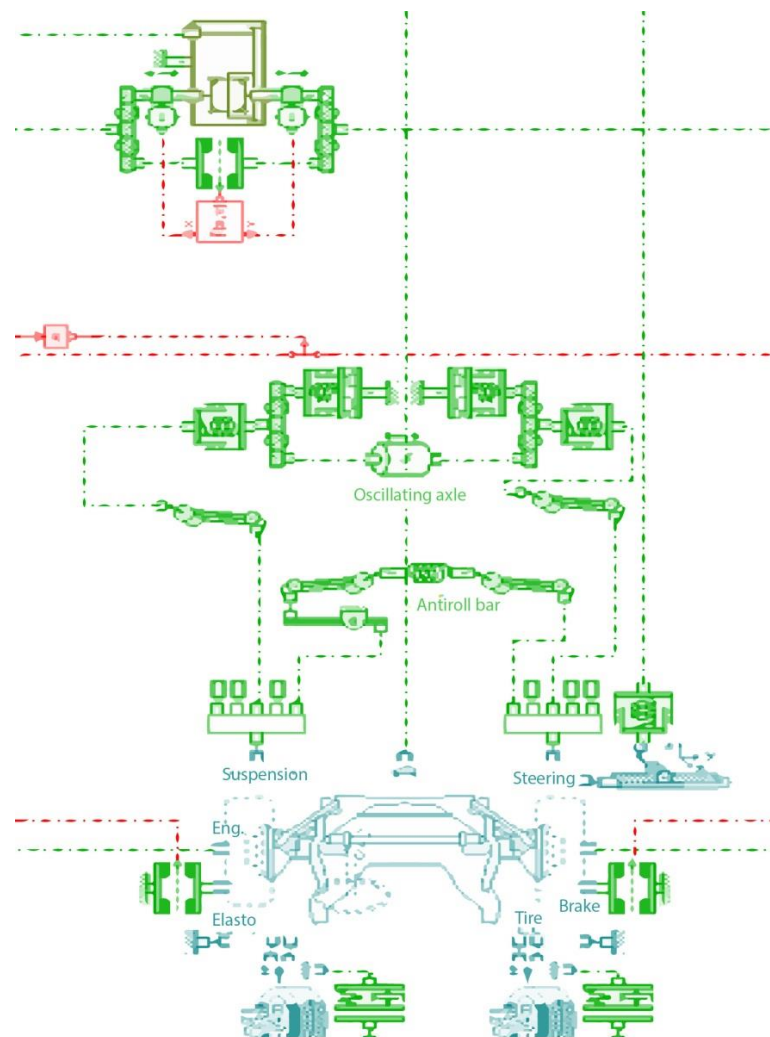 X Y
Oscillating axle
Antiroll bar
Suspension
Steering
Eng.
Elasto
Tire
Brake